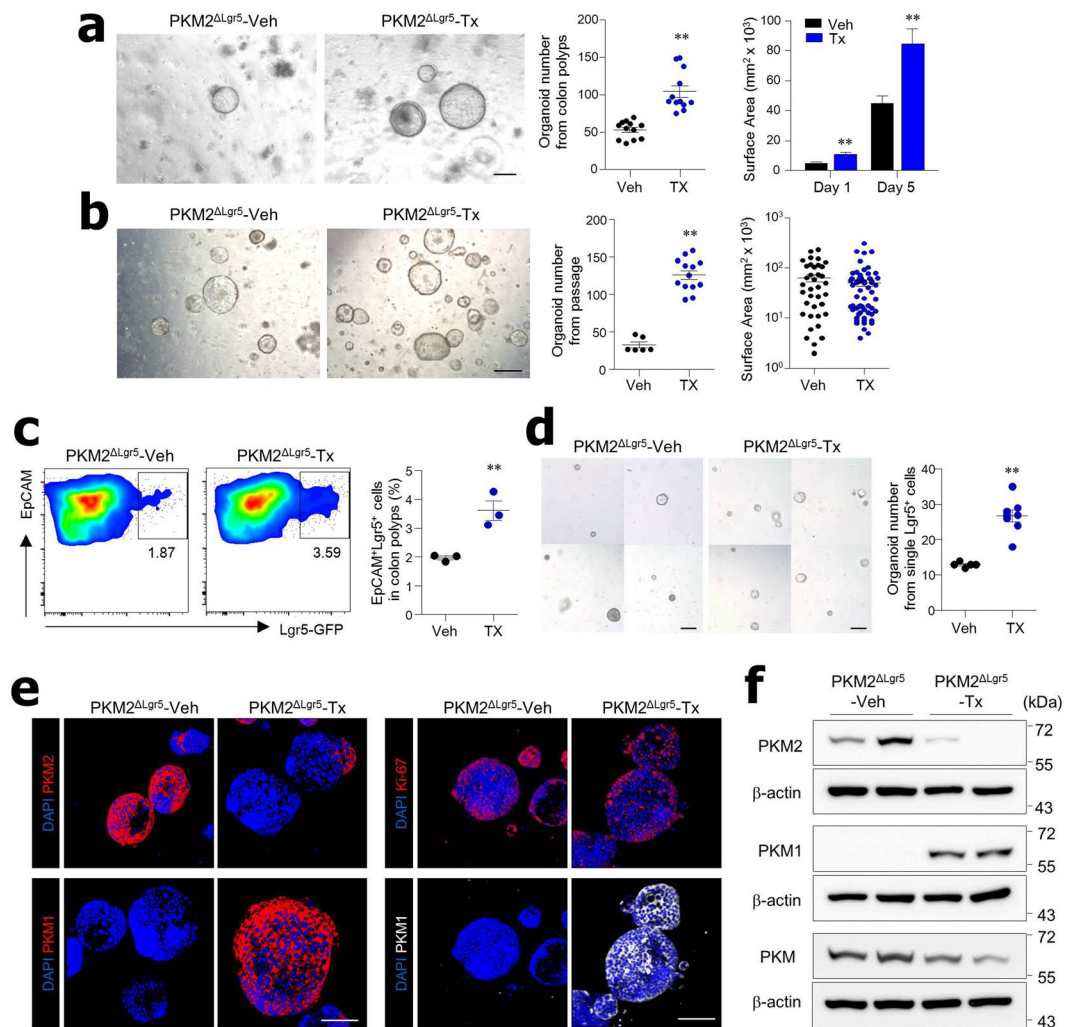 a
PKM2ΔLgr5-Veh
PKM2ΔLgr5-Tx
Organoid number
from colon polyps
200
150
100
50
0
**
Veh
TX
Surface Area (mm2 x 103)
100
80
60
40
20
0
Veh
Tx
**
**
Day 1
Day 5
b
PKM2ΔLgr5-Veh
PKM2ΔLgr5-Tx
Organoid number
from passage
200
150
100
50
0
**
Veh
TX
Surface Area (mm2 x 103)
103
102
101
100
Veh
TX
c
PKM2ΔLgr5-Veh
PKM2ΔLgr5-Tx
EpCAM
1.87
3.59
Lgr5-GFP
EpCAM+Lgr5+ cells
in colon polyps (%)
6
4
2
0
**
Veh
TX
d
PKM2ΔLgr5-Veh
PKM2ΔLgr5-Tx
Organoid number
from single Lgr5+ cells
40
30
20
10
0
**
Veh
TX
e
PKM2ΔLgr5-Veh
PKM2ΔLgr5-Tx
PKM2ΔLgr5-Veh
PKM2ΔLgr5-Tx
DAPI PKM2
DAPI Ki-67
DAPI PKM1
DAPI PKM1
f
PKM2ΔLgr5
-Veh
PKM2ΔLgr5
-Tx
(kDa)
PKM2
72
55
β-actin
43
PKM1
72
55
β-actin
43
PKM
72
55
β-actin
43